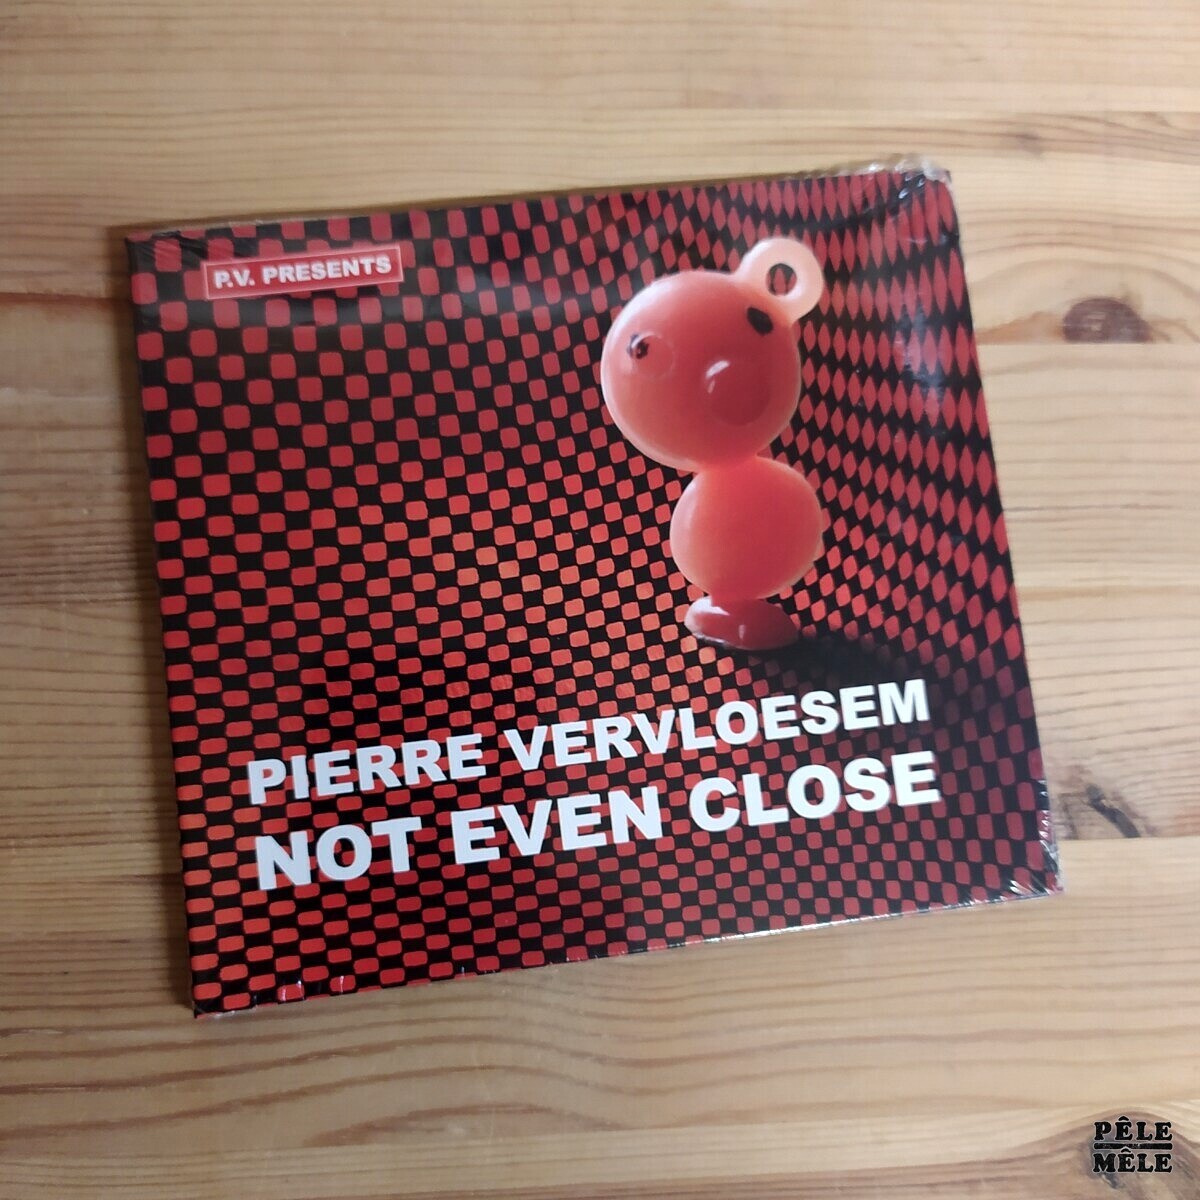 P.V. PRESENTS
PIERRE VERVLOESEM
NOT EVEN CLOSE
PÊLE
MÊLE